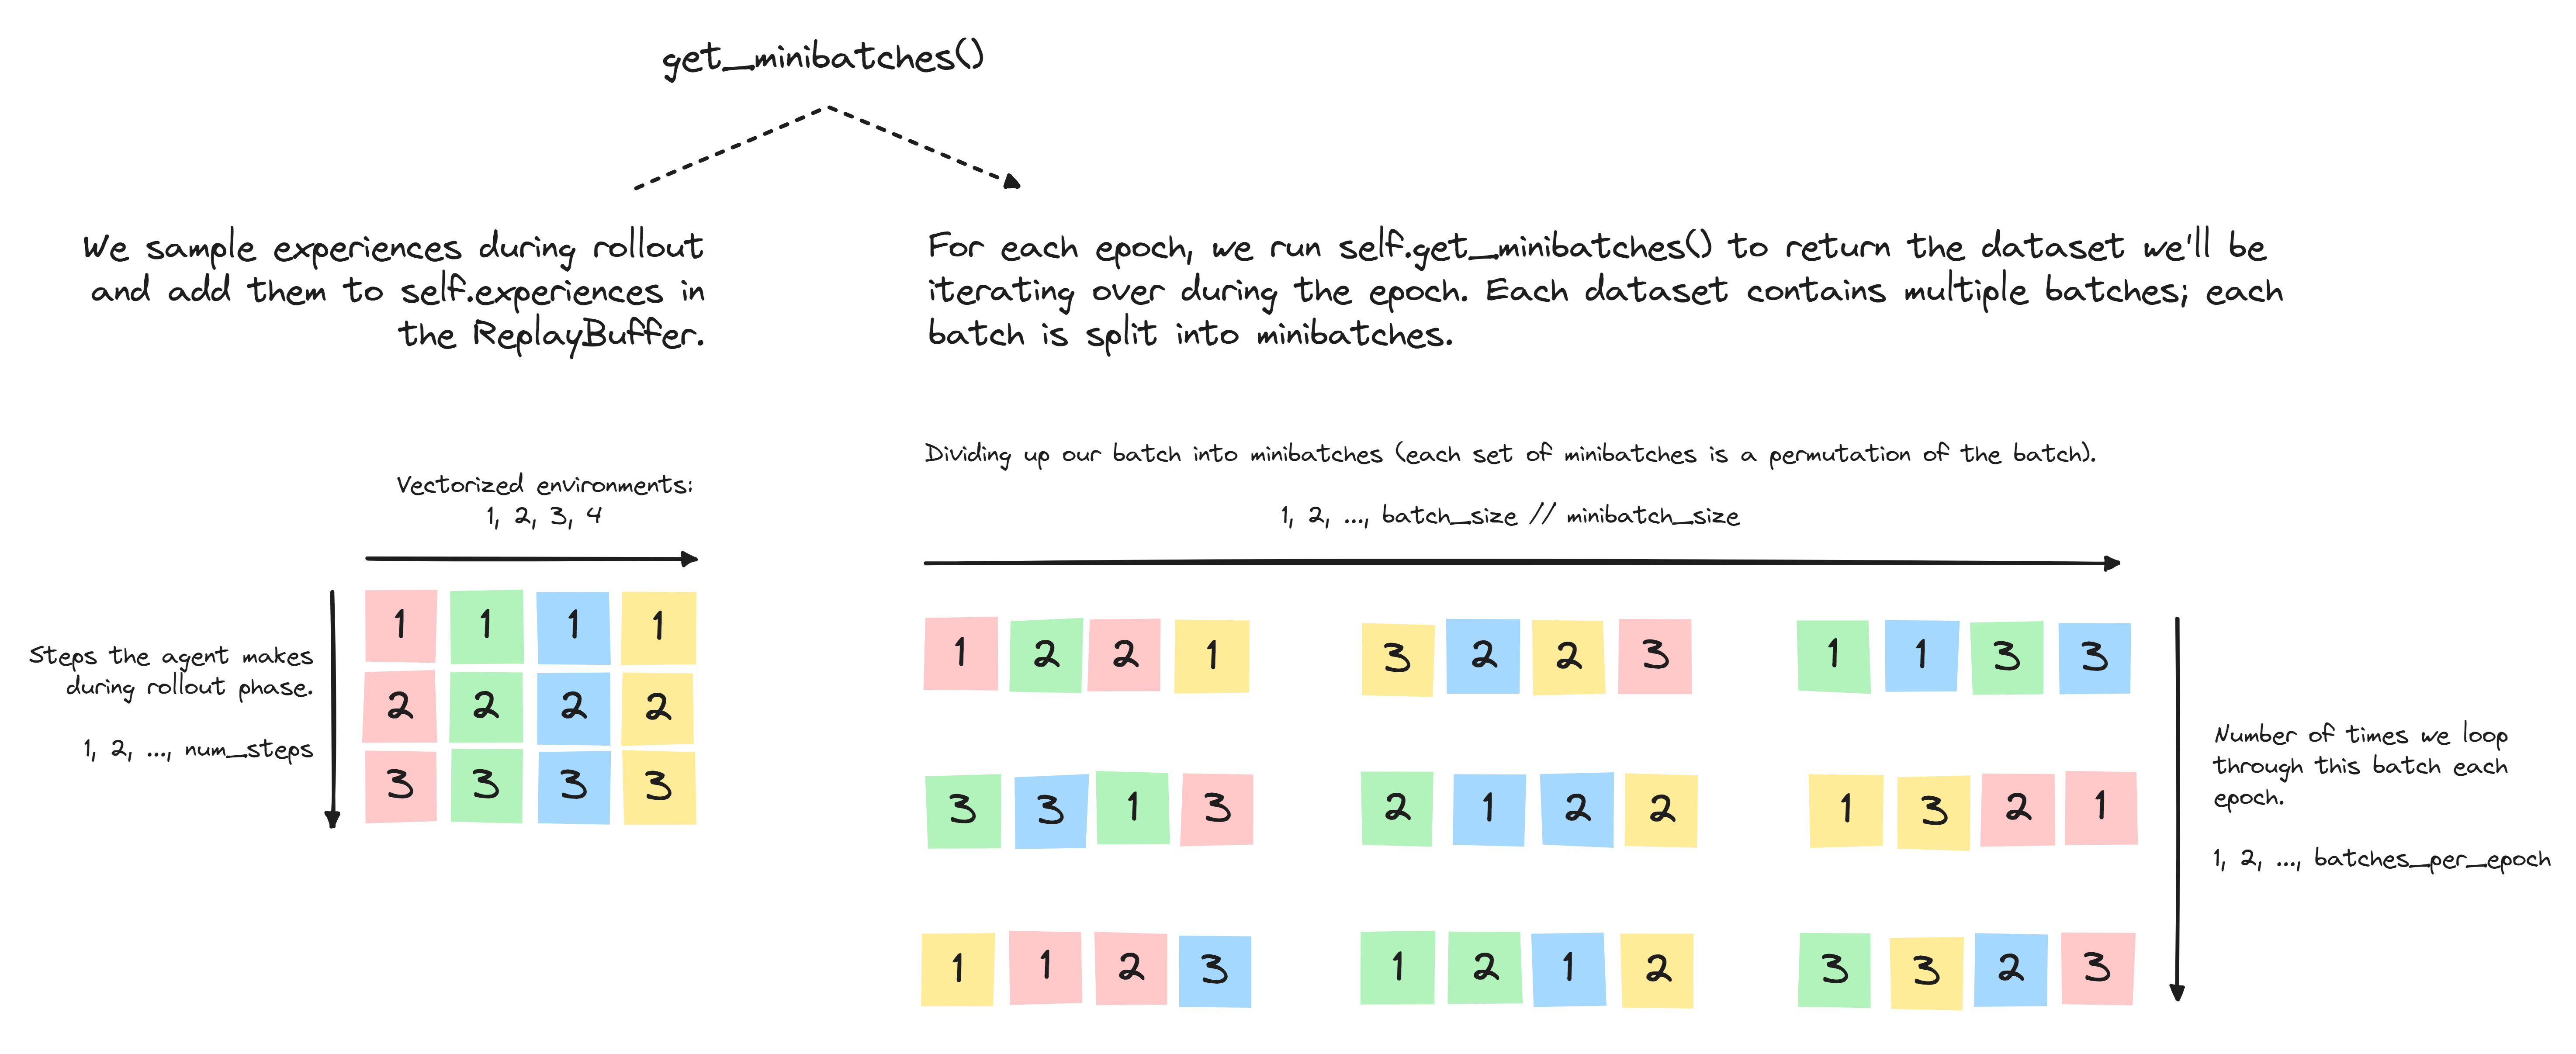 get_minibatches()
We sample experiences during rollout
and add them to self.experiences in
the ReplayBuffer.
For each epoch, we run self.get_minibatches() to return the dataset we'll be
iterating over during the epoch. Each dataset contains multiple batches; each
batch is split into minibatches.
Vectorized environments:
1, 2, 3, 4
Steps the agent makes
during rollout phase.
1, 2, ..., num_steps
1 1 1 1
2 2 2 2
3 3 3 3
Dividing up our batch into minibatches (each set of minibatches is a permutation of the batch).
1, 2, ..., batch_size // minibatch_size
1 2 2 1 3 2 2 3 1 1 3 3
3 3 1 3 2 1 2 2 1 3 2 1
1 1 2 3 1 2 1 2 3 3 2 3
Number of times we loop
through this batch each
epoch.
1, 2, ..., batches_per_epoch